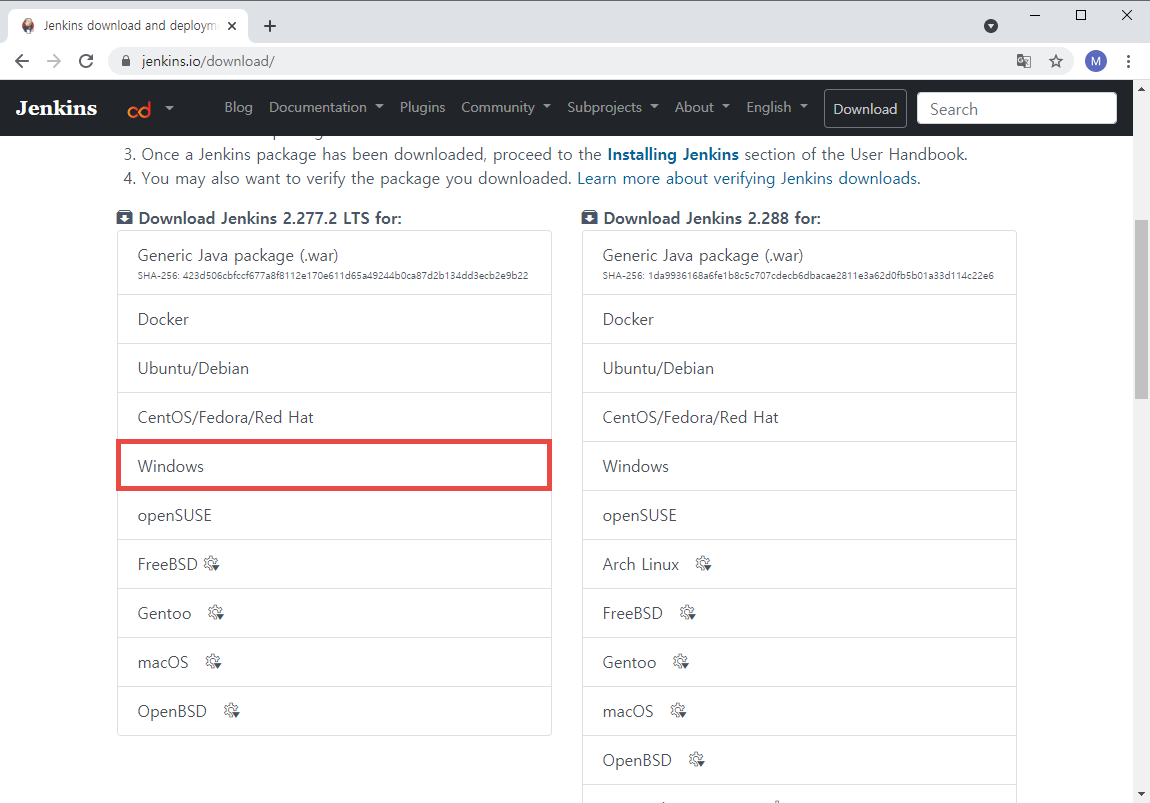 Jenkins download and deploym
jenkins.io/download/
M
Jenkins
cd
Blog
Documentation
Plugins
Community
Subprojects
About
English
Download
Search
3. Once a Jenkins package has been downloaded, proceed to the Installing Jenkins section of the User Handbook.
4. You may also want to verify the package you downloaded. Learn more about verifying Jenkins downloads.
Download Jenkins 2.277.2 LTS for:
Generic Java package (.war)
SHA-256: 423d506cbfccf677a8f8112e170e611d65a49244b0ca87d2b134dd3ecb2e9b22
Docker
Ubuntu/Debian
CentOS/Fedora/Red Hat
Windows
openSUSE
FreeBSD
Gentoo
macOS
OpenBSD
Download Jenkins 2.288 for:
Generic Java package (.war)
SHA-256: 1da9936168a6fe1b8c5c707cdecb6dbacae2811e3a62d0fb5b01a33d114c22e6
Docker
Ubuntu/Debian
CentOS/Fedora/Red Hat
Windows
openSUSE
Arch Linux
FreeBSD
Gentoo
macOS
OpenBSD